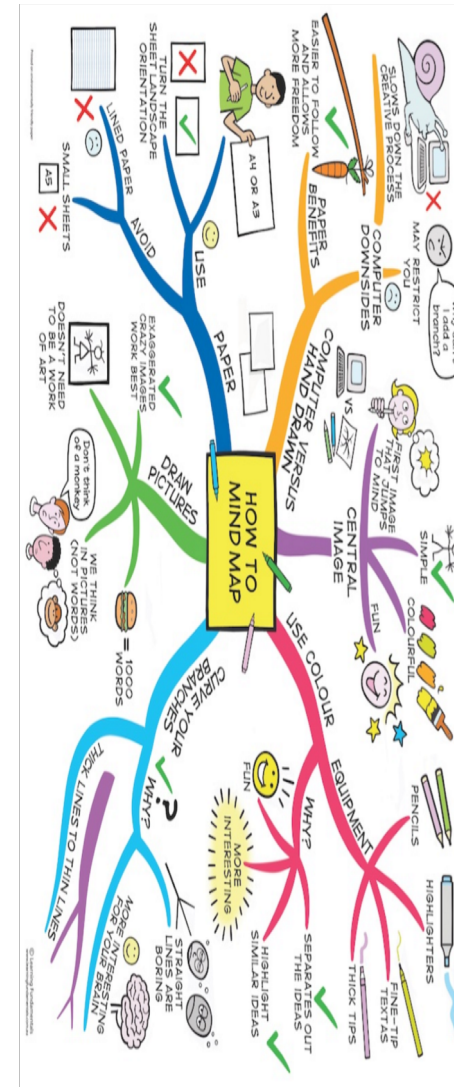 HOW TO
MIND MAP
COMPUTER VERSUS
HAND DRAWN
VS
COMPUTER
DOWNSIDES
SLOWS DOWN THE
CREATIVE PROCESS
MAY RESTRICT
YOU
I add a
branch?
PAPER
BENEFITS
EASIER TO FOLLOW
AND ALLOWS
MORE FREEDOM
CENTRAL
IMAGE
FIRST IMAGE
THAT JUMPS
TO MIND
SIMPLE
COLOURFUL
FUN
USE COLOUR
EQUIPMENT
PENCILS
HIGHLIGHTERS
FINE-TIP
TEXTAS
THICK TIPS
WHY?
FUN
MORE
INTERESTING
SEPARATES OUT
THE IDEAS
HIGHLIGHT
SIMILAR IDEAS
CURVE YOUR
BRANCHES
WHY?
?
STRAIGHT
LINES ARE
BORING
MORE INTERESTING
FOR YOUR BRAIN
THICK LINES TO THIN LINES
DRAW
PICTURES
= 1000
WORDS
WE THINK
IN PICTURES
(NOT WORDS)
Don't think
of a monkey
DOESN'T NEED
TO BE A WORK
OF ART
EXAGGERATED
CRAZY IMAGES
WORK BEST
PAPER
USE
A4 OR A3
TURN THE
SHEET LANDSCAPE
ORIENTATION
AVOID
LINED PAPER
SMALL SHEETS
A5
© Learning Fundamentals